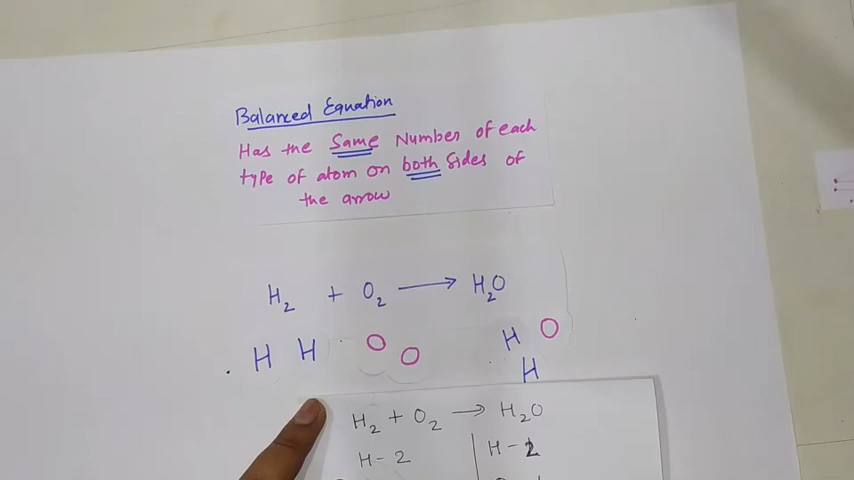 Balanced Equation
Has the Same Number of each
type of atom on both sides of
the arrow
H₂ + O₂ → H₂O
H H O O H O
H
H₂ + O₂ → H₂O
H - 2 H - 2